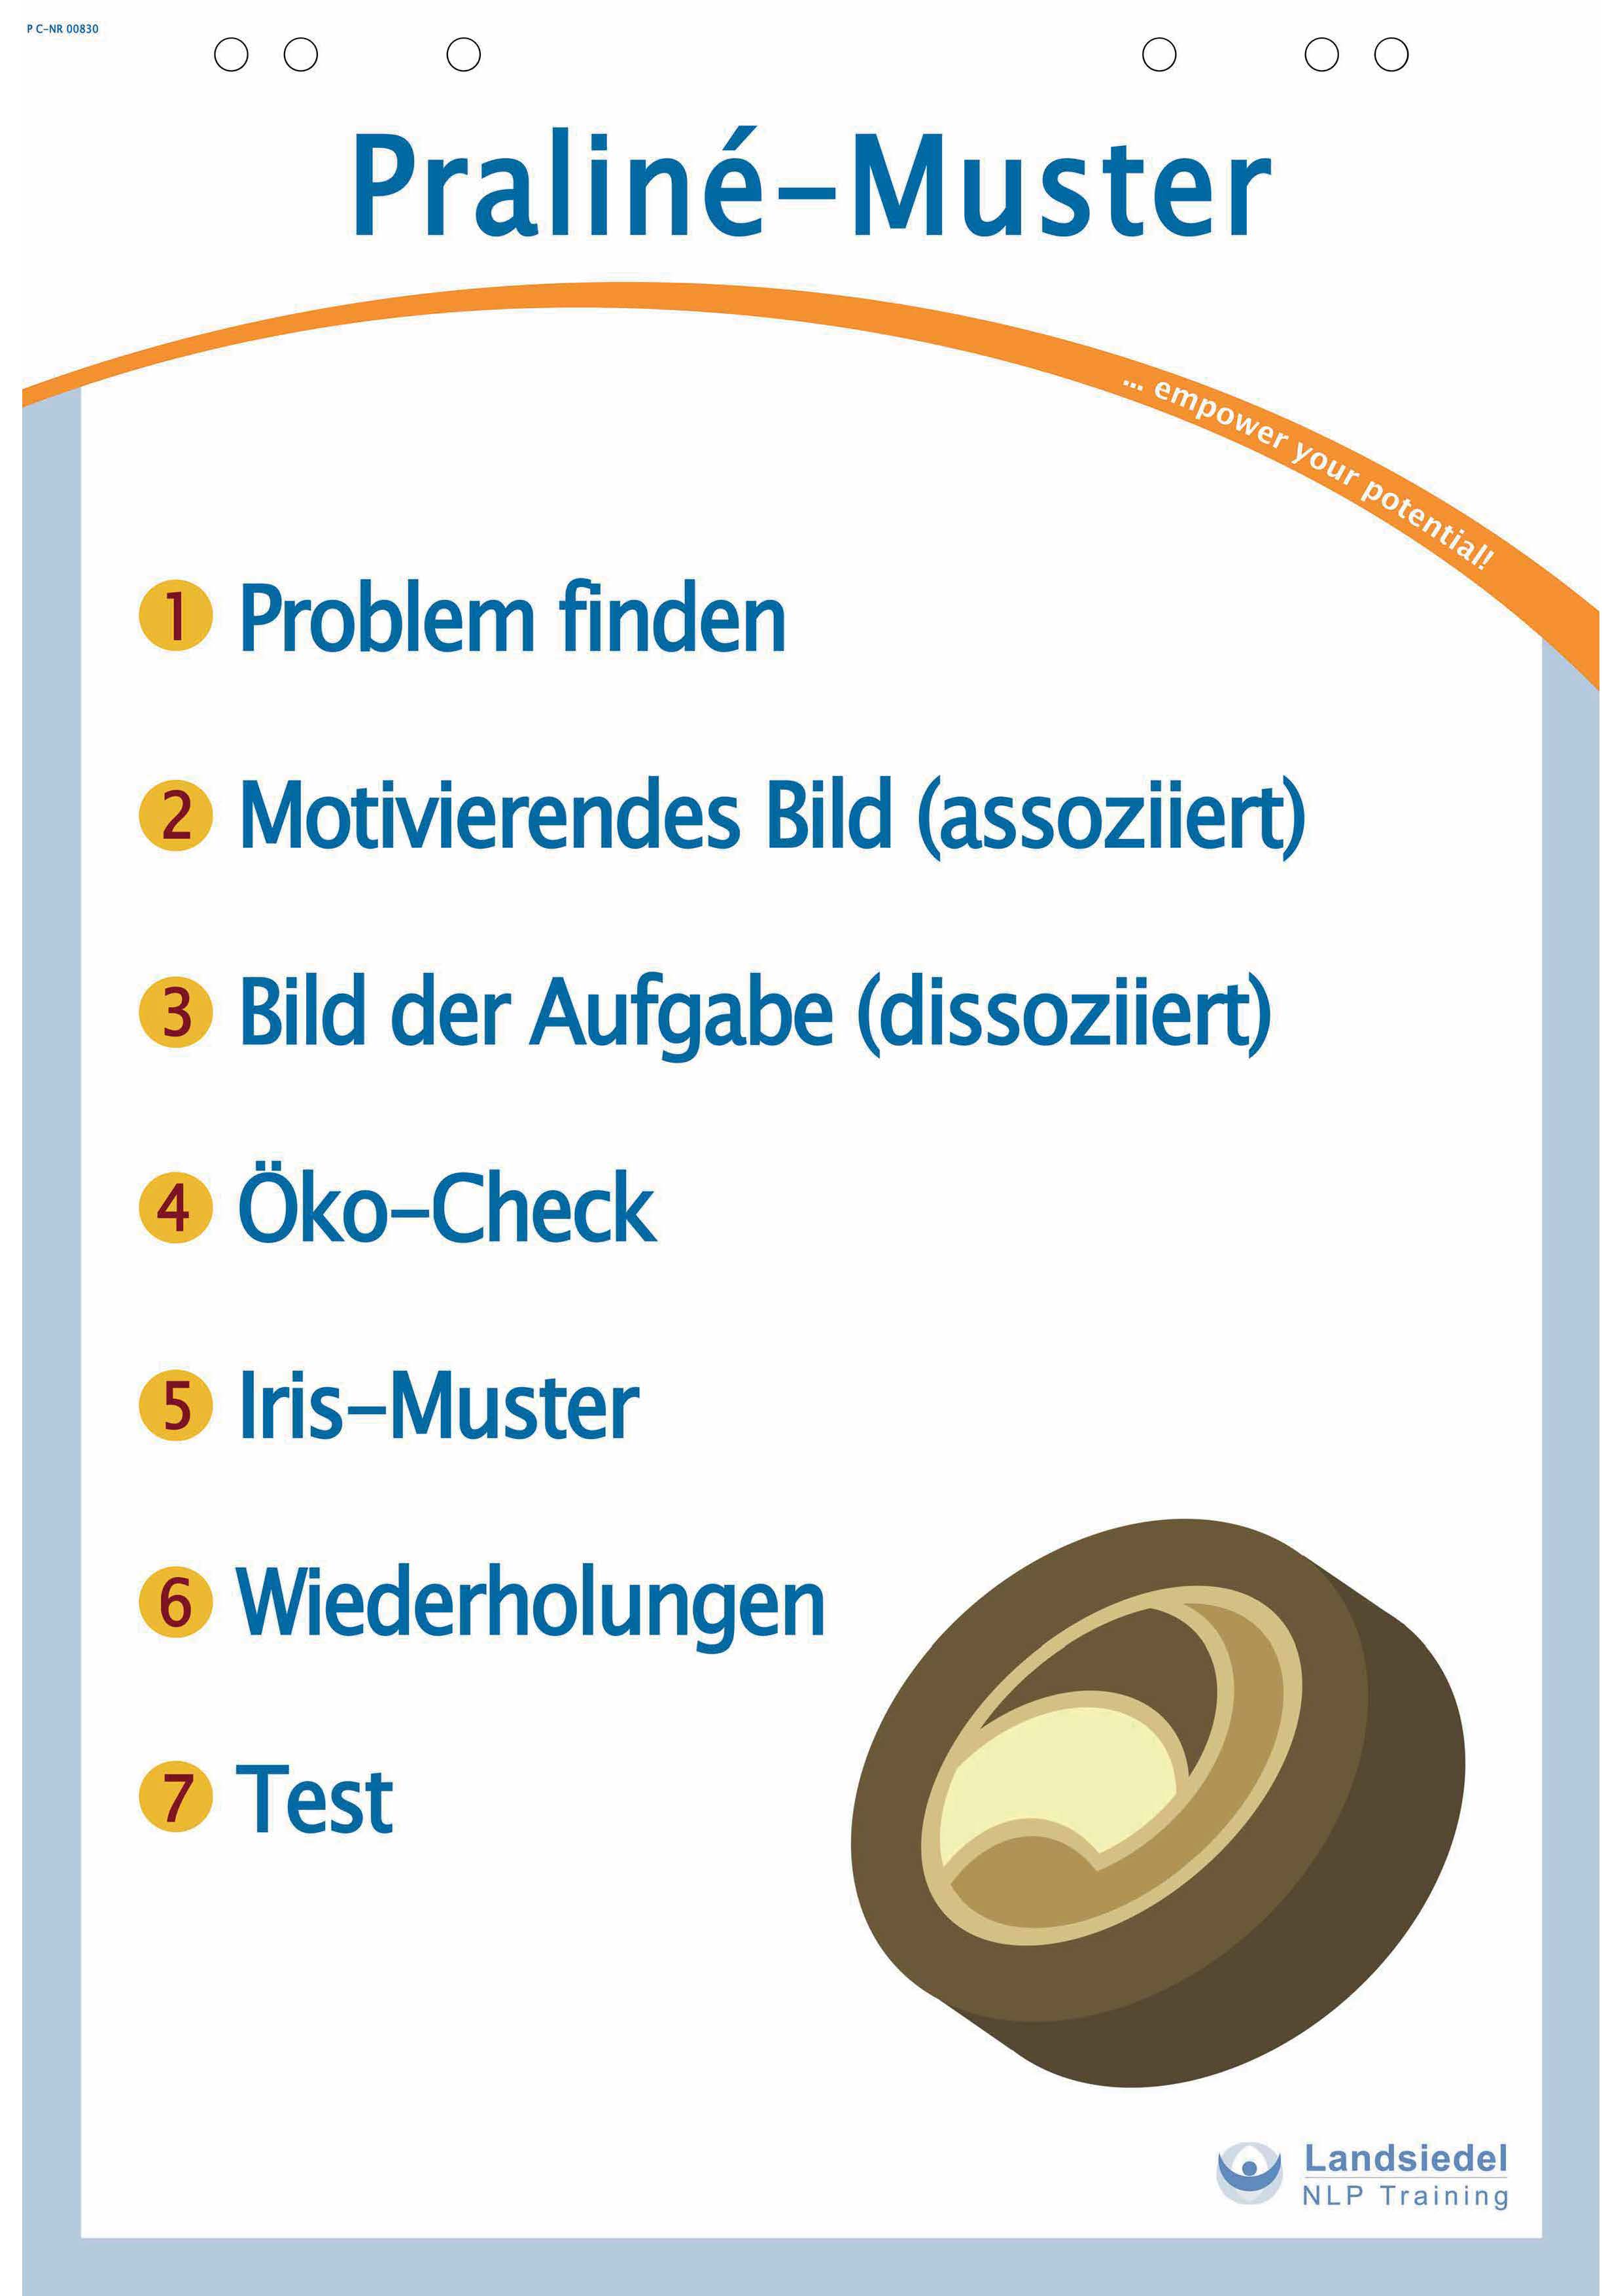 P C-NR 00830
Praliné-Muster
... empower your potential!
1 Problem finden
2 Motivierendes Bild (assoziiert)
3 Bild der Aufgabe (dissoziiert)
4 Öko-Check
5 Iris-Muster
6 Wiederholungen
7 Test
Landsiedel
NLP Training